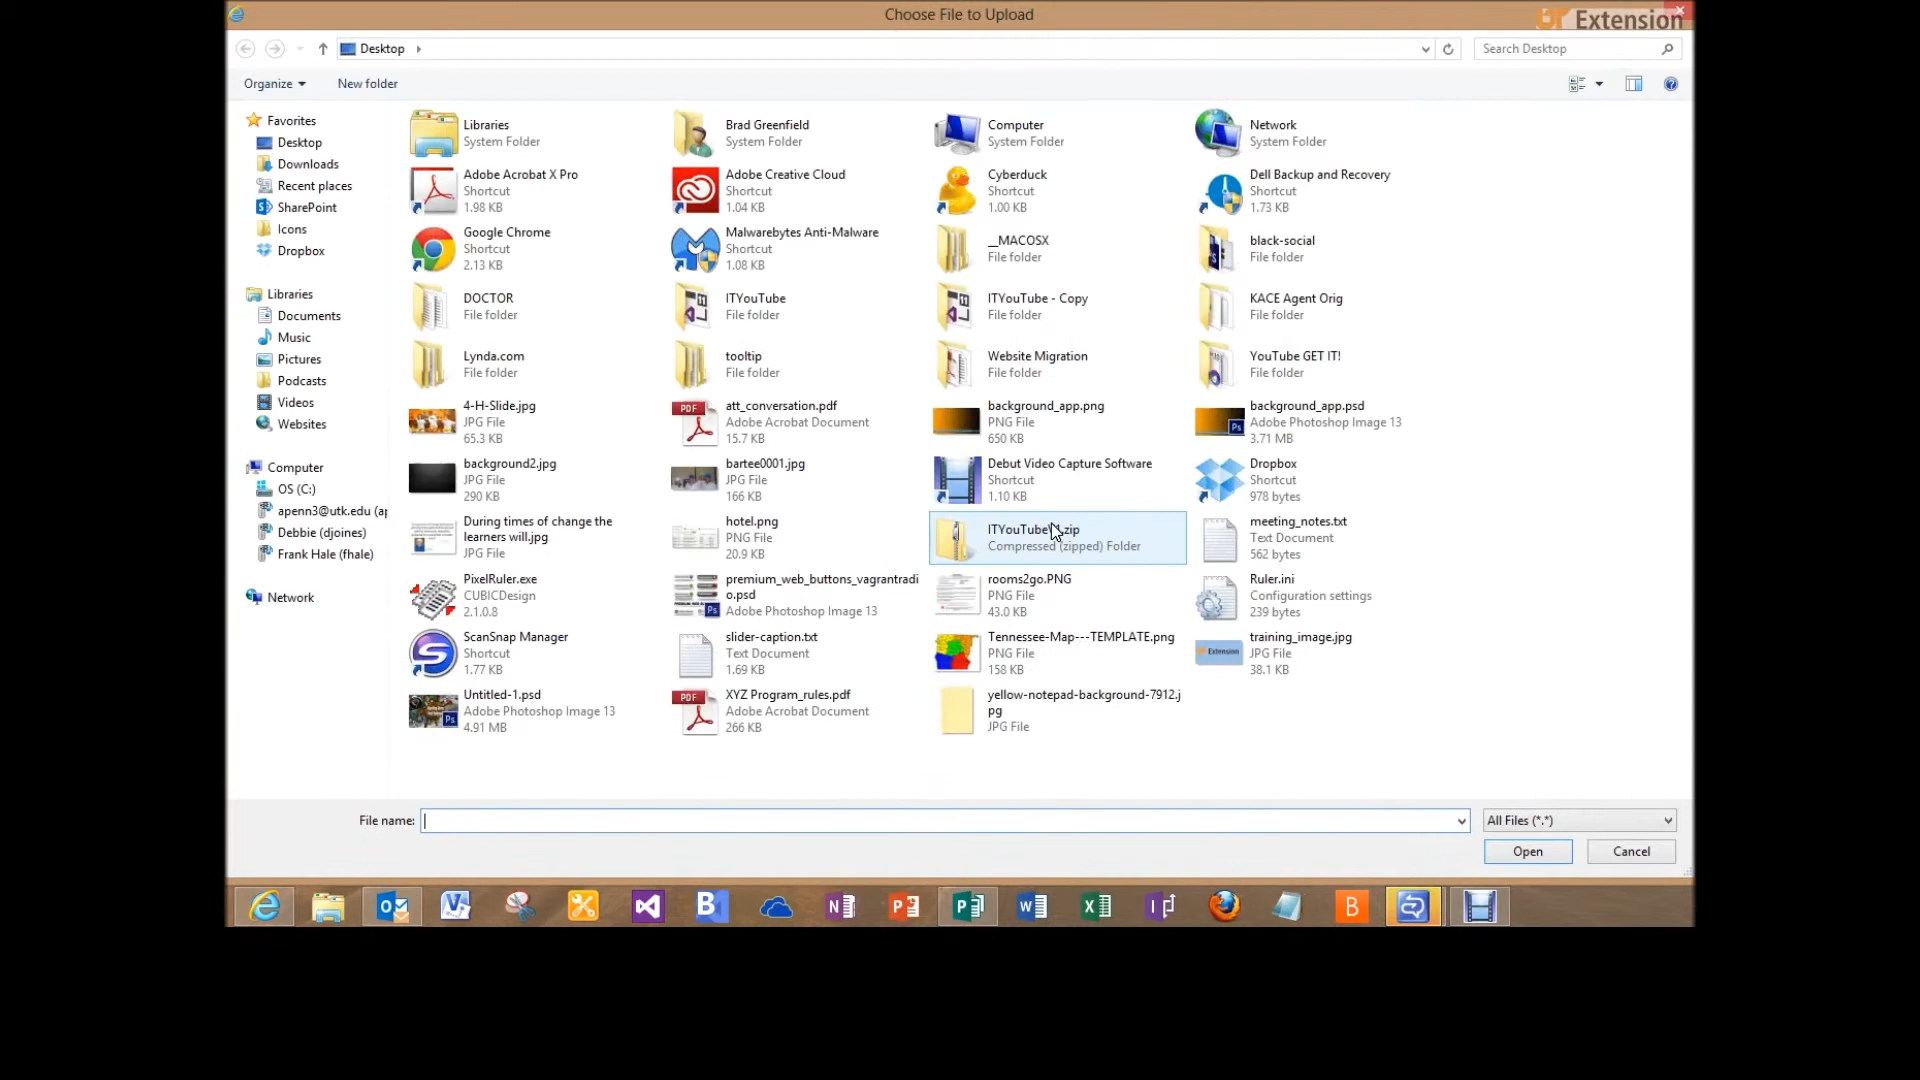 Choose File to Upload
Extension
Desktop
Search Desktop
Organize
New folder
Favorites
Desktop
Downloads
Recent places
SharePoint
Icons
Dropbox
Libraries
Documents
Music
Pictures
Podcasts
Videos
Websites
Computer
OS (C:)
apenn3@utk.edu (ap
Debbie (djoines)
Frank Hale (fhale)
Network
Libraries
System Folder
Brad Greenfield
System Folder
Computer
System Folder
Network
System Folder
Adobe Acrobat X Pro
Shortcut
1.98 KB
Adobe Creative Cloud
Shortcut
1.04 KB
Cyberduck
Shortcut
1.00 KB
Dell Backup and Recovery
Shortcut
1.73 KB
Google Chrome
Shortcut
2.13 KB
Malwarebytes Anti-Malware
Shortcut
1.08 KB
__MACOSX
File folder
black-social
File folder
DOCTOR
File folder
ITYouTube
File folder
ITYouTube - Copy
File folder
KACE Agent Orig
File folder
Lynda.com
File folder
tooltip
File folder
Website Migration
File folder
YouTube GET IT!
File folder
4-H-Slide.jpg
JPG File
65.3 KB
PDF
att_conversation.pdf
Adobe Acrobat Document
15.7 KB
background_app.png
PNG File
650 KB
Ps
background_app.psd
Adobe Photoshop Image 13
3.71 MB
background2.jpg
JPG File
290 KB
bartee0001.jpg
JPG File
166 KB
Debut Video Capture Software
Shortcut
1.10 KB
Dropbox
Shortcut
978 bytes
During times of change the
learners will.jpg
JPG File
hotel.png
PNG File
20.9 KB
Compressed (zipped) Folder
meeting_notes.txt
Text Document
562 bytes
PixelRuler.exe
CUBICDesign
2.1.0.8
Ps
premium_web_buttons_vagrantradi
o.psd
Adobe Photoshop Image 13
rooms2go.PNG
PNG File
43.0 KB
Ruler.ini
Configuration settings
239 bytes
ScanSnap Manager
Shortcut
1.77 KB
slider-caption.txt
Text Document
1.69 KB
Tennessee-Map---TEMPLATE.png
PNG File
158 KB
Extension
training_image.jpg
JPG File
38.1 KB
Ps
Untitled-1.psd
Adobe Photoshop Image 13
4.91 MB
PDF
XYZ Program_rules.pdf
Adobe Acrobat Document
266 KB
yellow-notepad-background-7912.j
pg
JPG File
File name:
All Files (*.*)
Open
Cancel